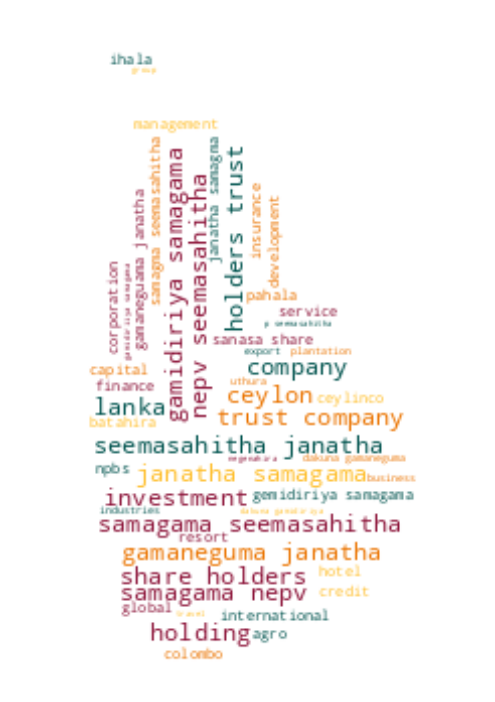 ihala
group
management
samagma seemasahitha
gamidiriya samagama
nepv seemasahitha
janatha samagma
holders trust
insurance
development
gamaneguama janatha
corporation
gemidiriya samagama
pahala
service
p seemasahitha
sanasa share
export plantation
company
capital
uthura
finance
ceylon
ceylinco
lanka
trust company
batahira
seemasahitha janatha
negenahira
dakuna gamaneguma
npbs
janatha samagama
business
investment
gemidiriya samagama
industries
dakuna gamidiriya
samagama seemasahitha
resort
gamaneguma janatha
share holders
hotel
samagama nepv
credit
global
travel
international
holding
agro
colombo